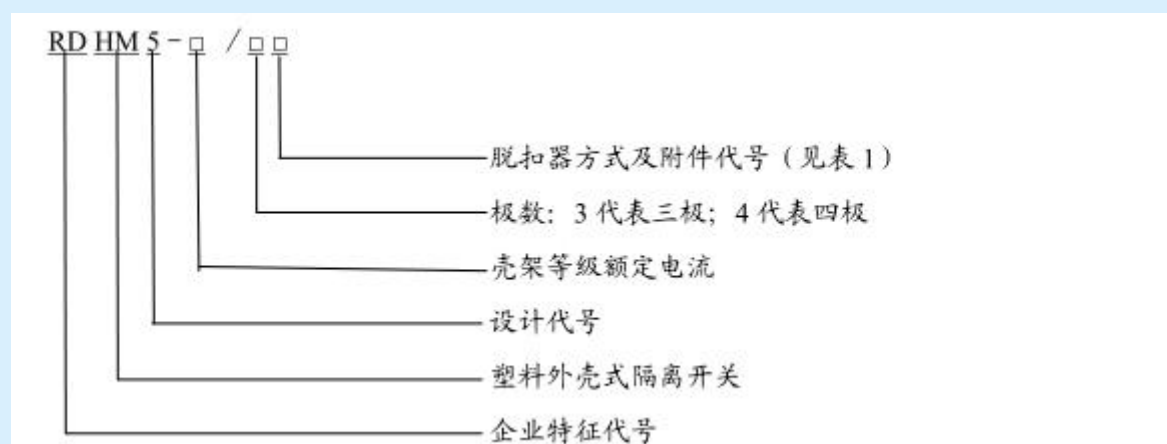 RD HM 5-□ /□□
脱扣器方式及附件代号（见表1）
极数：3代表三极；4代表四极
壳架等级额定电流
设计代号
塑料外壳式隔离开关
企业特征代号